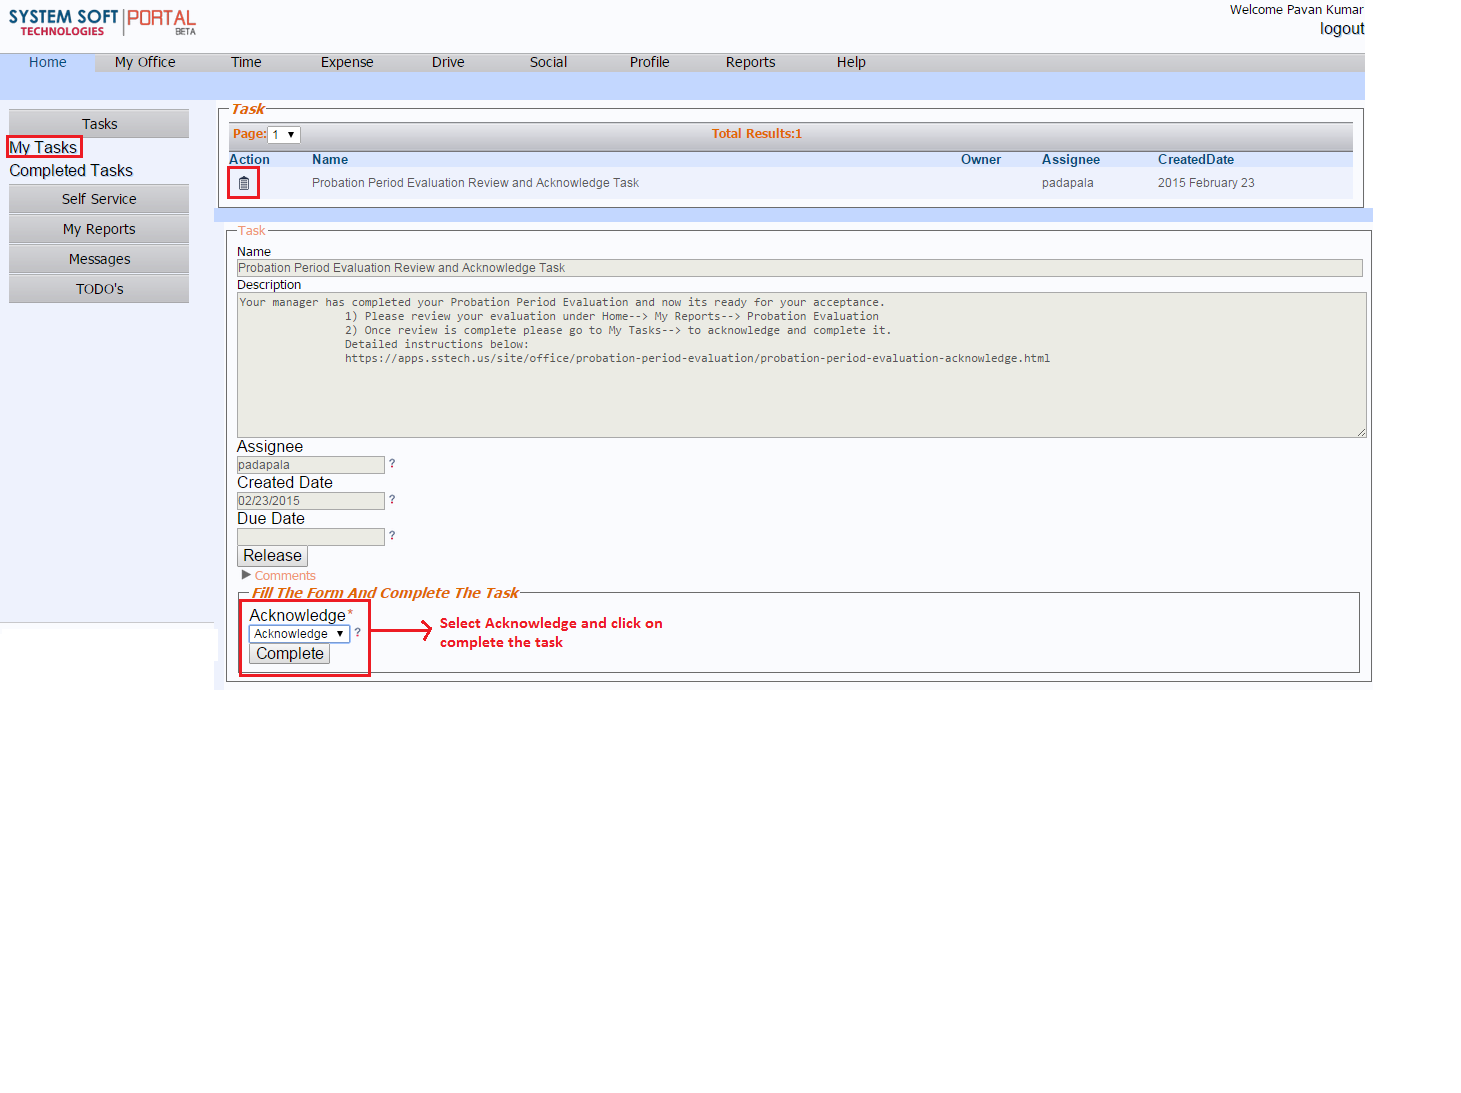 SYSTEM SOFT TECHNOLOGIES PORTAL BETA
Welcome Pavan Kumar
logout
Home My Office Time Expense Drive Social Profile Reports Help
Tasks
My Tasks
Completed Tasks
Self Service
My Reports
Messages
TODO's
Task
Page: 1 Total Results:1
Action Name Owner Assignee CreatedDate
Probation Period Evaluation Review and Acknowledge Task padapala 2015 February 23
Task
Name
Probation Period Evaluation Review and Acknowledge Task
Description
Your manager has completed your Probation Period Evaluation and now its ready for your acceptance.
1) Please review your evaluation under Home--> My Reports--> Probation Evaluation
2) Once review is complete please go to My Tasks--> to acknowledge and complete it.
Detailed instructions below:
https://apps.sstech.us/site/office/probation-period-evaluation/probation-period-evaluation-acknowledge.html
Assignee
padapala ?
Created Date
02/23/2015 ?
Due Date
?
Release
Comments
Fill The Form And Complete The Task
Acknowledge*
Acknowledge ?
Complete
Select Acknowledge and click on
complete the task